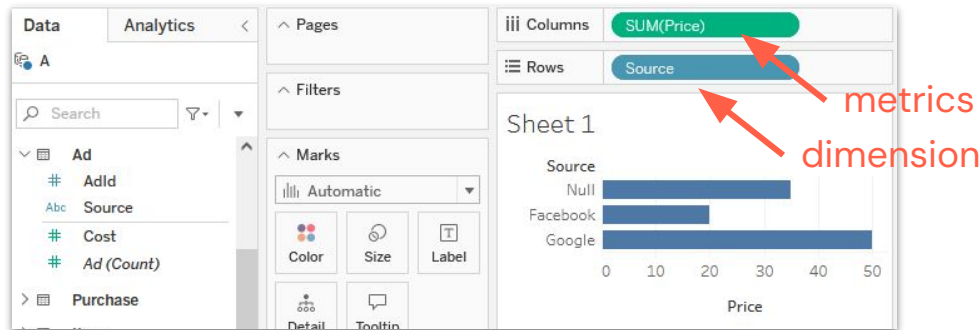 Data
Analytics
A
Search
Ad
AdId
Abc Source
Cost
Ad (Count)
Purchase
Pages
Filters
Marks
Automatic
Color
Size
T
Label
Detail
Tooltip
Columns
SUM(Price)
Rows
Source
metrics
dimension
Sheet 1
Source
Null
Facebook
Google
0 10 20 30 40 50
Price